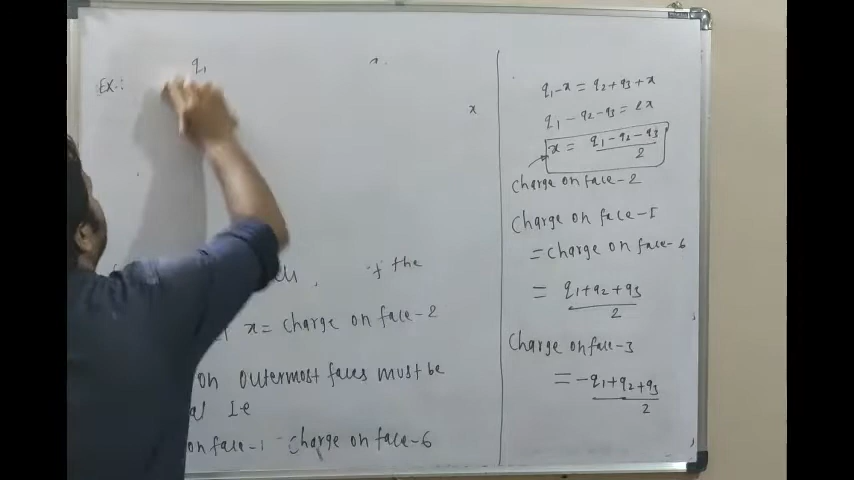 Ex.:
q₁
x
f the
x = charge on face-2
on outermost faces must be
al Ie
on face-1 = charge on face-6
q₁-x = q₂+q₃+x
q₁-q₂-q₃=2x
x = q₁-q₂-q₃
2
charge on face-2
charge on face-I
= charge on face-6
= q₁+q₂+q₃
2
Charge on face-3
= -q₁+q₂+q₃
2